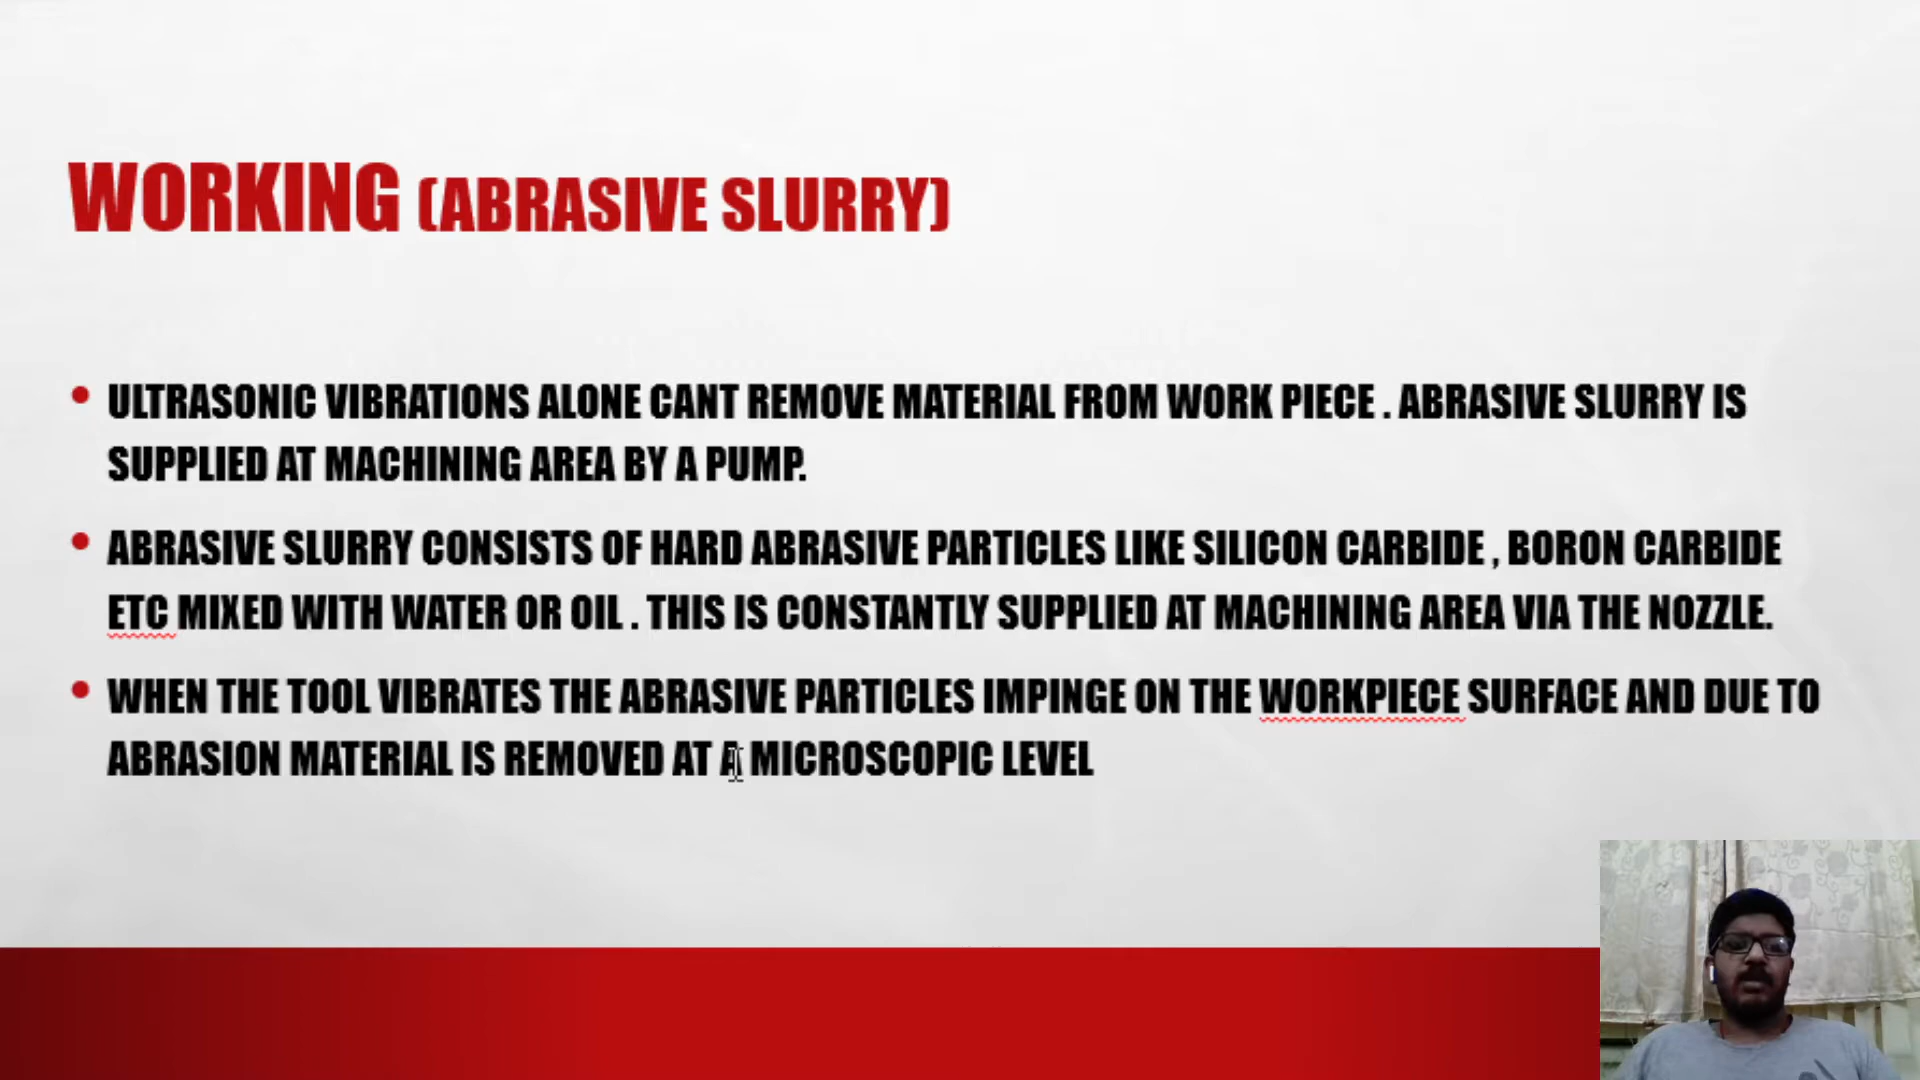 WORKING (ABRASIVE SLURRY)
• ULTRASONIC VIBRATIONS ALONE CANT REMOVE MATERIAL FROM WORK PIECE . ABRASIVE SLURRY IS
SUPPLIED AT MACHINING AREA BY A PUMP.
• ABRASIVE SLURRY CONSISTS OF HARD ABRASIVE PARTICLES LIKE SILICON CARBIDE , BORON CARBIDE
ETC MIXED WITH WATER OR OIL . THIS IS CONSTANTLY SUPPLIED AT MACHINING AREA VIA THE NOZZLE.
• WHEN THE TOOL VIBRATES THE ABRASIVE PARTICLES IMPINGE ON THE WORKPIECE SURFACE AND DUE TO
ABRASION MATERIAL IS REMOVED AT A MICROSCOPIC LEVEL